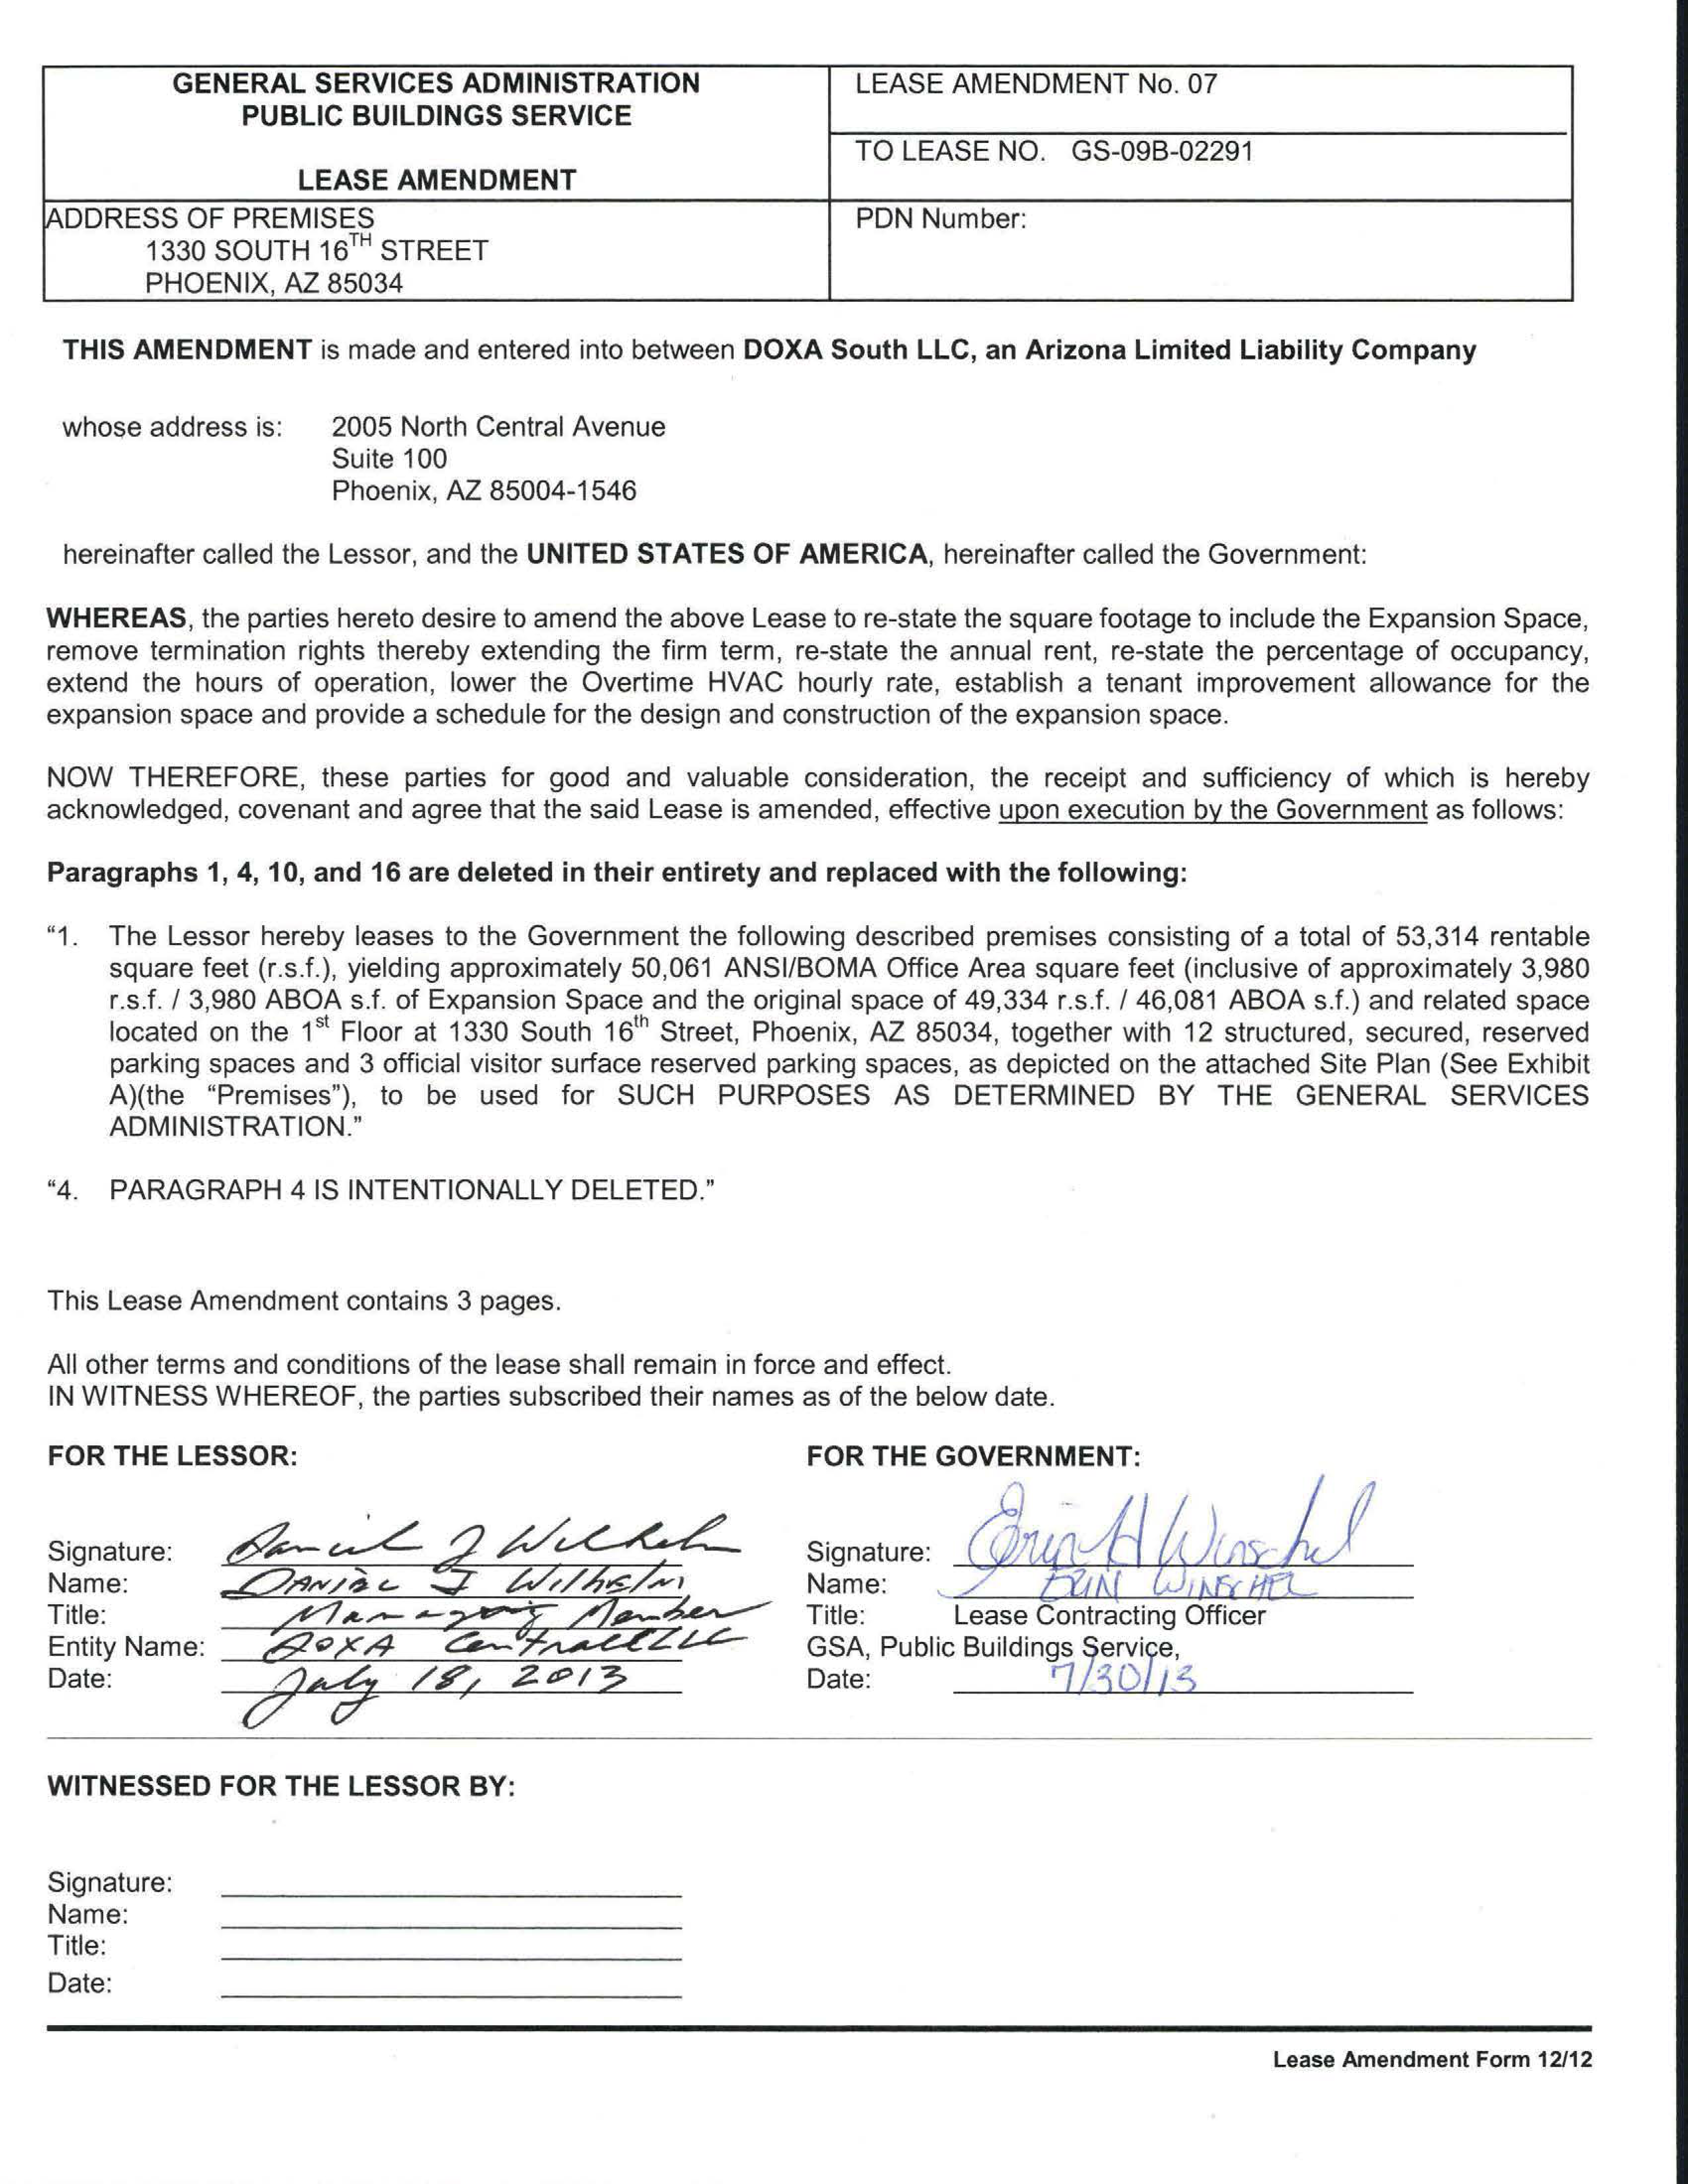 GENERAL SERVICES ADMINISTRATION
PUBLIC BUILDINGS SERVICE
LEASE AMENDMENT
LEASE AMENDMENT No. 07
TO LEASE NO. GS-09B-02291
ADDRESS OF PREMISES
1330 SOUTH 16TH STREET
PHOENIX, AZ 85034
PDN Number:
THIS AMENDMENT is made and entered into between DOXA South LLC, an Arizona Limited Liability Company
whose address is: 2005 North Central Avenue
Suite 100
Phoenix, AZ 85004-1546
hereinafter called the Lessor, and the UNITED STATES OF AMERICA, hereinafter called the Government:
WHEREAS, the parties hereto desire to amend the above Lease to re-state the square footage to include the Expansion Space,
remove termination rights thereby extending the firm term, re-state the annual rent, re-state the percentage of occupancy,
extend the hours of operation, lower the Overtime HVAC hourly rate, establish a tenant improvement allowance for the
expansion space and provide a schedule for the design and construction of the expansion space.
NOW THEREFORE, these parties for good and valuable consideration, the receipt and sufficiency of which is hereby
acknowledged, covenant and agree that the said Lease is amended, effective upon execution by the Government as follows:
Paragraphs 1, 4, 10, and 16 are deleted in their entirety and replaced with the following:
“1. The Lessor hereby leases to the Government the following described premises consisting of a total of 53,314 rentable
square feet (r.s.f.), yielding approximately 50,061 ANSI/BOMA Office Area square feet (inclusive of approximately 3,980
r.s.f. / 3,980 ABOA s.f. of Expansion Space and the original space of 49,334 r.s.f. / 46,081 ABOA s.f.) and related space
located on the 1st Floor at 1330 South 16th Street, Phoenix, AZ 85034, together with 12 structured, secured, reserved
parking spaces and 3 official visitor surface reserved parking spaces, as depicted on the attached Site Plan (See Exhibit
A)(the “Premises”), to be used for SUCH PURPOSES AS DETERMINED BY THE GENERAL SERVICES
ADMINISTRATION.”
“4. PARAGRAPH 4 IS INTENTIONALLY DELETED.”
This Lease Amendment contains 3 pages.
All other terms and conditions of the lease shall remain in force and effect.
IN WITNESS WHEREOF, the parties subscribed their names as of the below date.
FOR THE LESSOR:
Signature: Daniel J Wilhelm
Name: DANIEL J Wilhelm
Title: Managing Member
Entity Name: DOXA Central LLC
Date: July 18, 2013
FOR THE GOVERNMENT:
Signature: Erin H Winschel
Name: ERIN WINSCHEL
Title: Lease Contracting Officer
GSA, Public Buildings Service,
Date: 7/30/13
WITNESSED FOR THE LESSOR BY:
Signature:
Name:
Title:
Date:
Lease Amendment Form 12/12